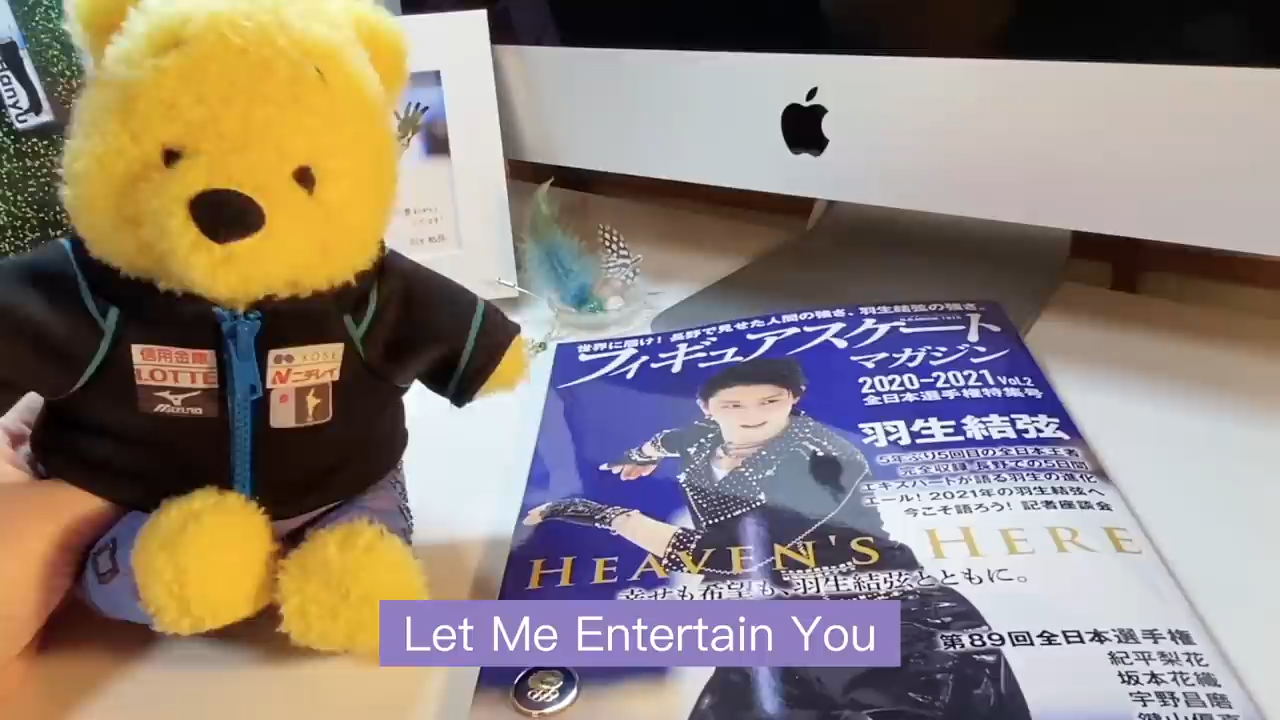 信用金庫
LOTTE
MIZUNO
KOSÉ
ニチレイ
世界に届け！長野で見せた人間の強さ、羽生結弦の強さ。
フィギュアスケート
マガジン
2020-2021 Vol.2
全日本選手権特集号
羽生結弦
5年ぶり5回目の全日本王者
完全収録 長野での5日間
エキスパートが語る羽生の進化
エール！2021年の羽生結弦へ
今こそ語ろう！記者座談会
HEAVEN'S HERE
幸せも希望も、羽生結弦とともに。
Let Me Entertain You
第89回全日本選手権
紀平梨花
坂本花織
宇野昌磨
鍵山優真